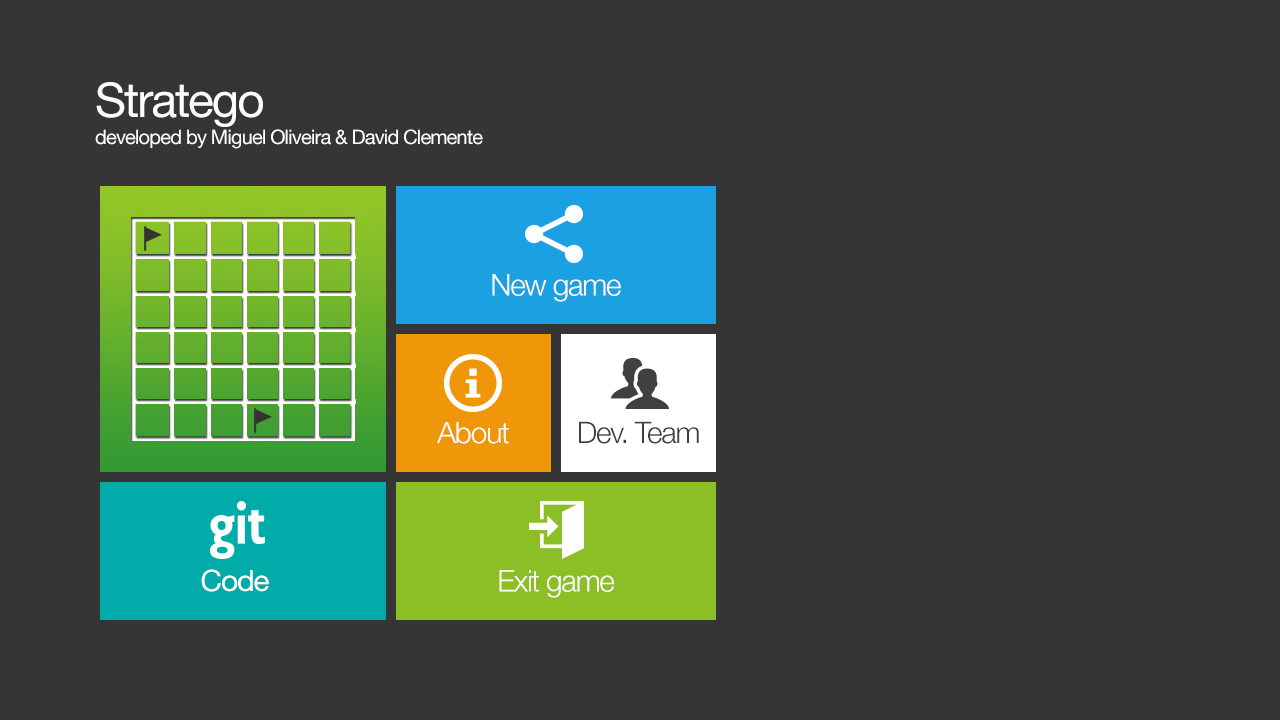 Stratego
developed by Miguel Oliveira & David Clemente
New game
About
Dev. Team
git
Code
Exit game